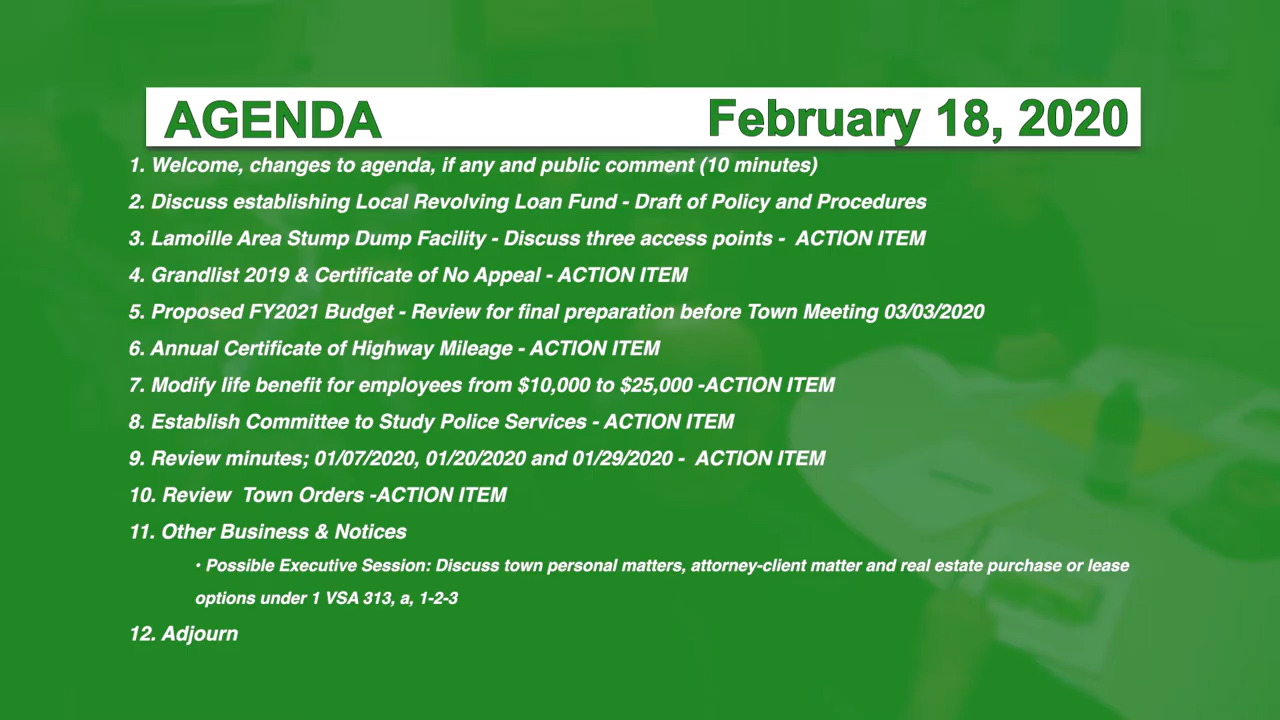 AGENDA February 18, 2020
1. Welcome, changes to agenda, if any and public comment (10 minutes)
2. Discuss establishing Local Revolving Loan Fund - Draft of Policy and Procedures
3. Lamoille Area Stump Dump Facility - Discuss three access points -  ACTION ITEM
4. Grandlist 2019 & Certificate of No Appeal - ACTION ITEM
5. Proposed FY2021 Budget - Review for final preparation before Town Meeting 03/03/2020
6. Annual Certificate of Highway Mileage - ACTION ITEM
7. Modify life benefit for employees from $10,000 to $25,000 -ACTION ITEM
8. Establish Committee to Study Police Services - ACTION ITEM
9. Review minutes; 01/07/2020, 01/20/2020 and 01/29/2020 -  ACTION ITEM
10. Review  Town Orders -ACTION ITEM
11. Other Business & Notices
• Possible Executive Session: Discuss town personal matters, attorney-client matter and real estate purchase or lease
options under 1 VSA 313, a, 1-2-3
12. Adjourn